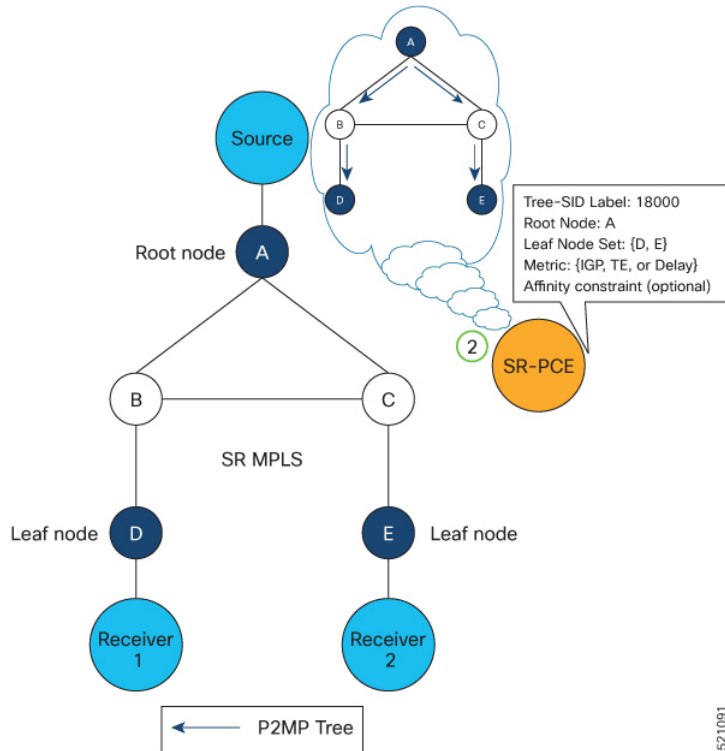 A
B
C
D
E
Source
Tree-SID Label: 18000
Root Node: A
Leaf Node Set: {D, E}
Metric: {IGP, TE, or Delay}
Affinity constraint (optional)
Root node
A
2
SR-PCE
B
C
SR MPLS
Leaf node
D
E
Leaf node
Receiver
1
Receiver
2
P2MP Tree
521091